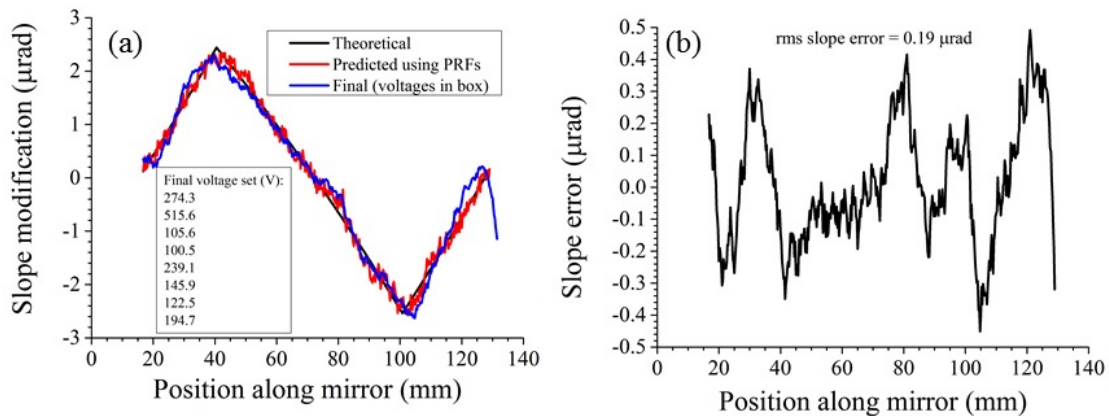 (a)
Theoretical
Predicted using PRFs
Final (voltages in box)
Final voltage set (V):
274.3
515.6
105.6
100.5
239.1
145.9
122.5
194.7
Slope modification (μrad)
3
2
1
0
-1
-2
-3
0 20 40 60 80 100 120 140
Position along mirror (mm)
(b)
rms slope error = 0.19 μrad
Slope error (μrad)
0.5
0.4
0.3
0.2
0.1
0.0
-0.1
-0.2
-0.3
-0.4
-0.5
0 20 40 60 80 100 120 140
Position along mirror (mm)